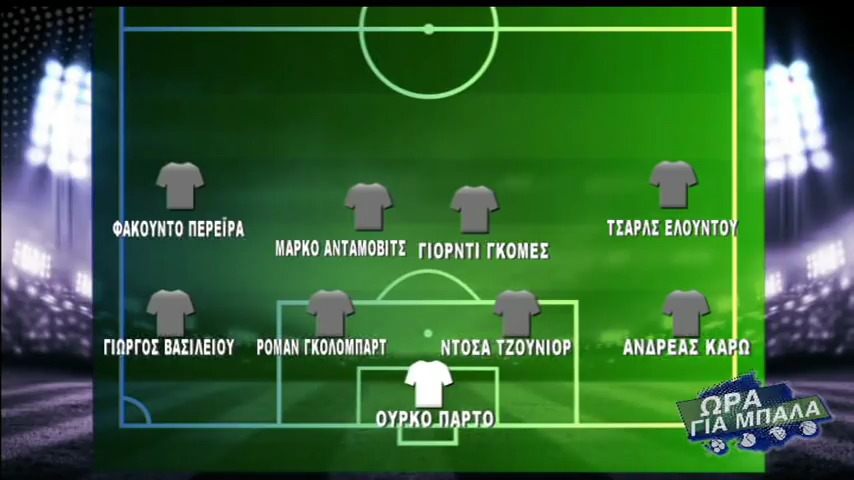 ΦΑΚΟΥΝΤΟ ΠΕΡΕΪΡΑ
ΜΑΡΚΟ ΑΝΤΑΜΟΒΙΤΣ
ΓΙΟΡΝΤΙ ΓΚΟΜΕΣ
ΤΣΑΡΛΣ ΕΛΟΥΝΤΟΥ
ΓΙΩΡΓΟΣ ΒΑΣΙΛΕΙΟΥ
ΡΟΜΑΝ ΓΚΟΛΟΜΠΑΡΤ
ΝΤΟΣΑ ΤΖΟΥΝΙΟΡ
ΑΝΔΡΕΑΣ ΚΑΡΩ
ΟΥΡΚΟ ΠΑΡΤΟ
ΩΡΑ
ΓΙΑ ΜΠΑΛΑ